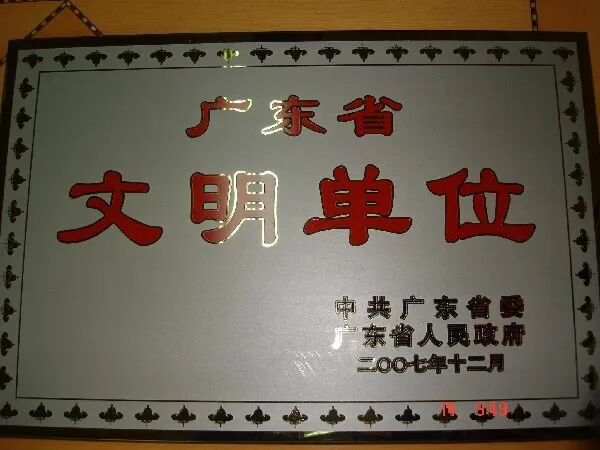 广东省
文明单位
中共广东省委
广东省人民政府
二〇〇七年十二月